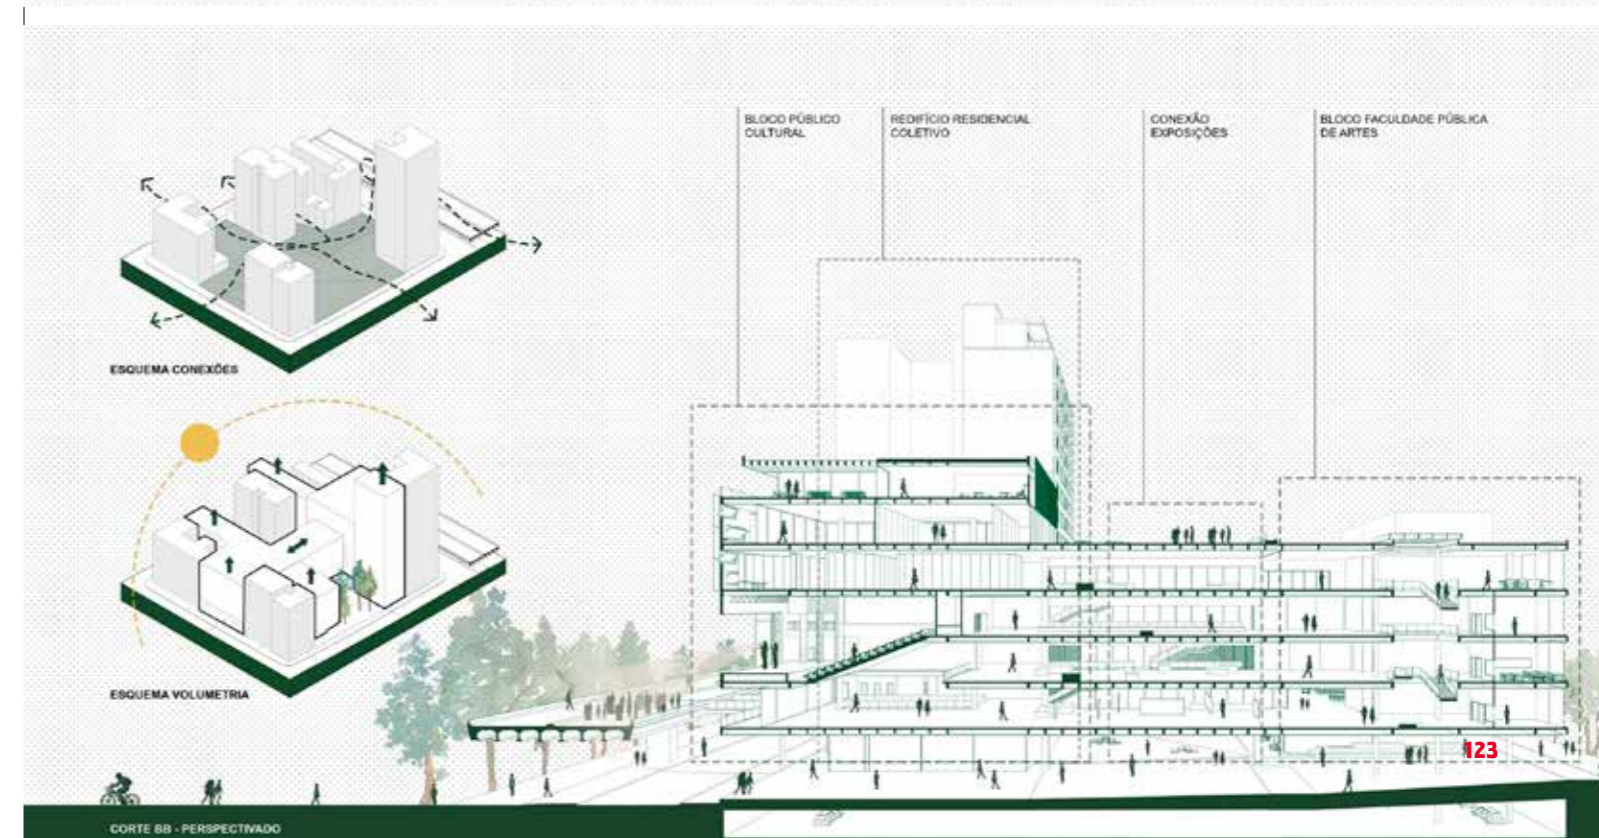 BLOCO PÚBLICO
CULTURAL
REDIFÍCIO RESIDENCIAL
COLETIVO
CONEXÃO
EXPOSIÇÕES
BLOCO FACULDADE PÚBLICA
DE ARTES
ESQUEMA CONEXÕES
ESQUEMA VOLUMETRIA
123
CORTE BB - PERSPECTIVADO